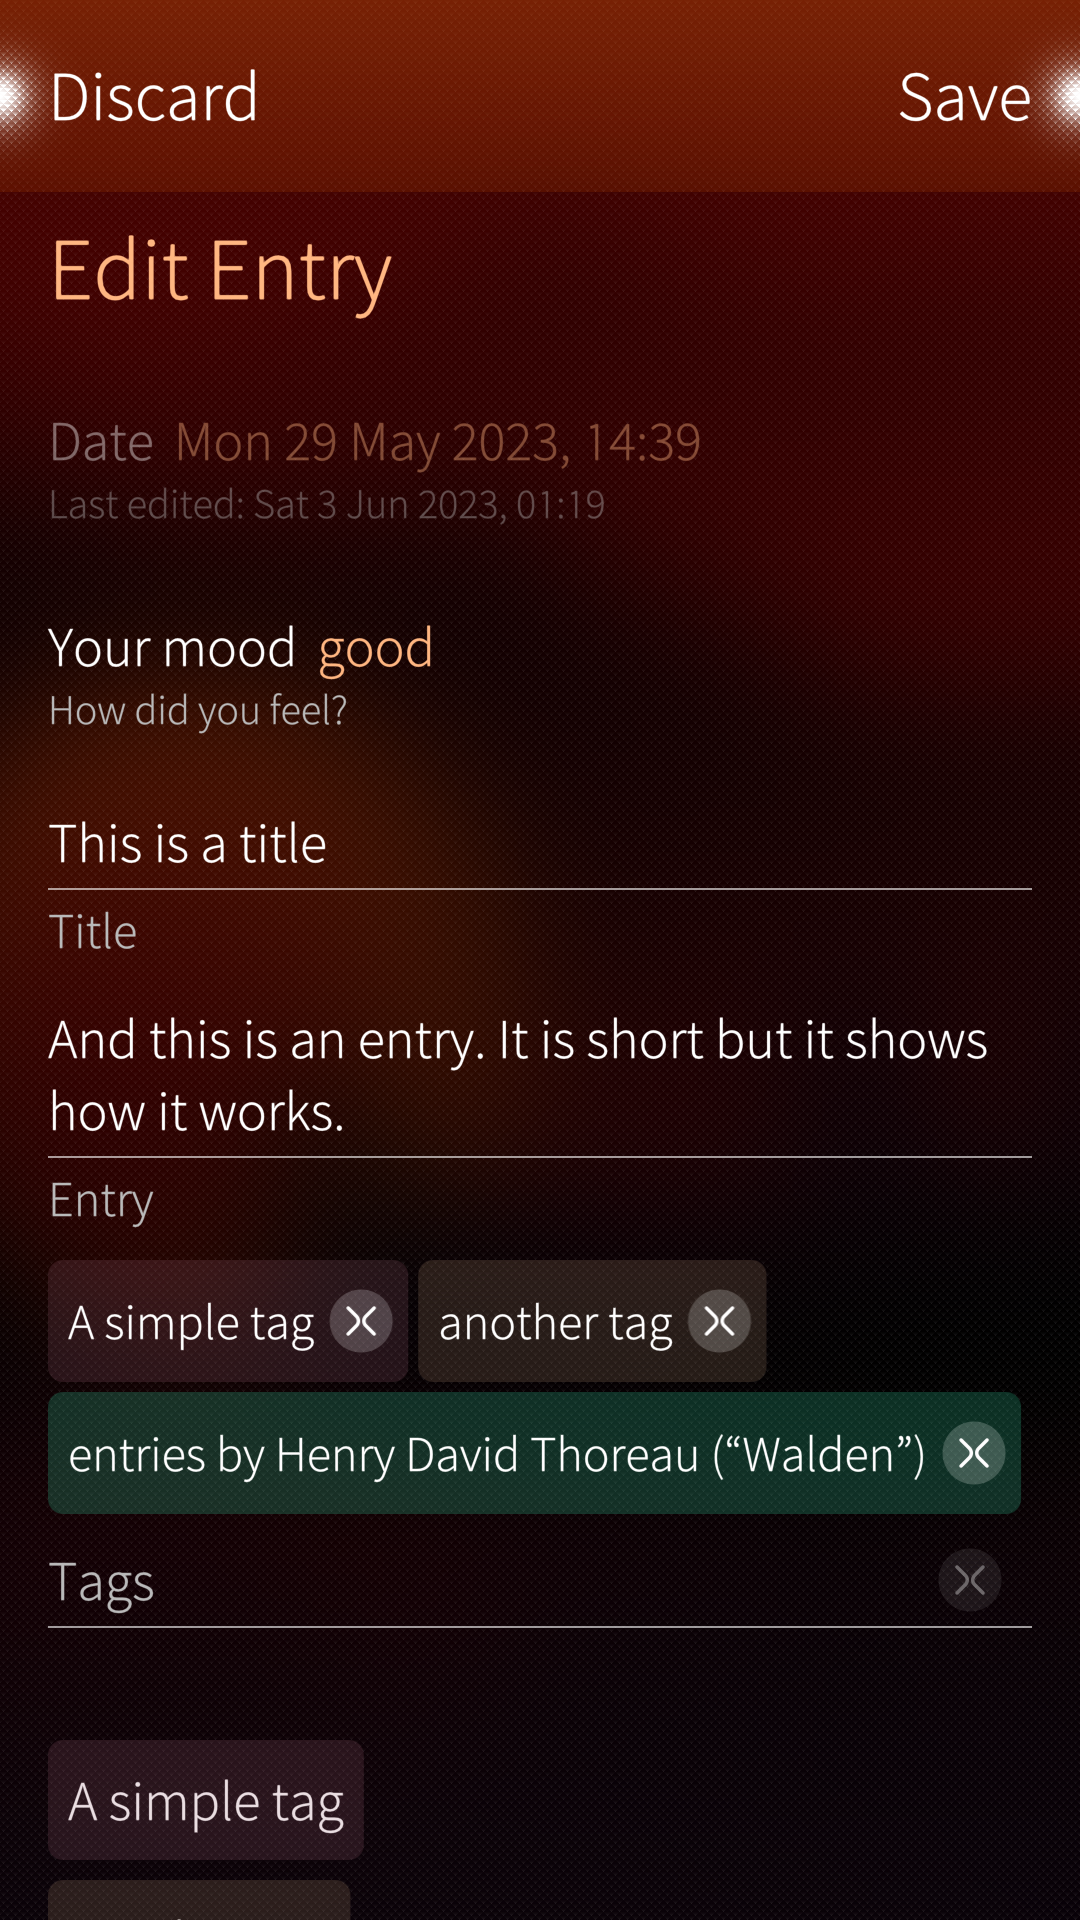 Discard Save
Edit Entry
Date Mon 29 May 2023, 14:39
Last edited: Sat 3 Jun 2023, 01:19
Your mood good
How did you feel?
This is a title
Title
And this is an entry. It is short but it shows
how it works.
Entry
A simple tag another tag
entries by Henry David Thoreau (“Walden”)
Tags
A simple tag